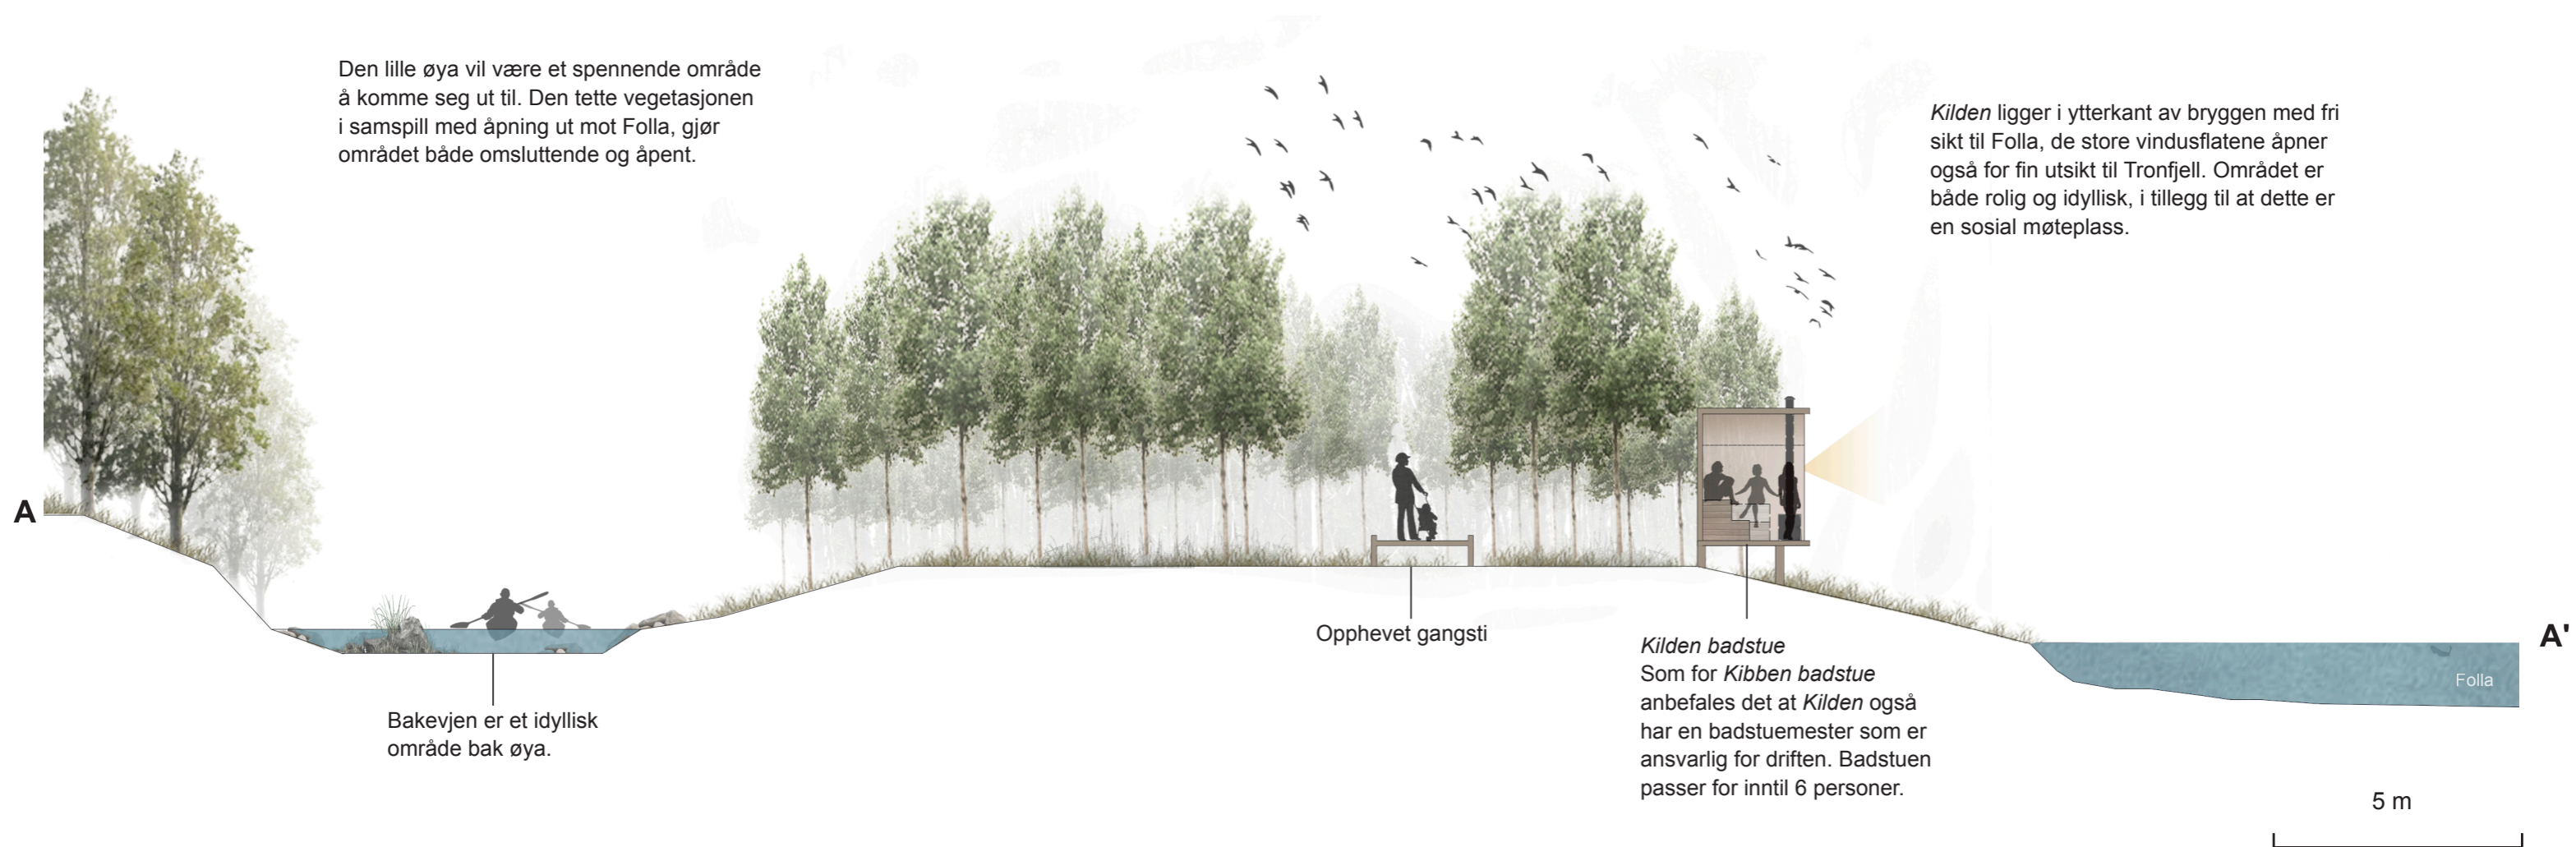 Den lille øya vil være et spennende område
å komme seg ut til. Den tette vegetasjonen
i samspill med åpning ut mot Folla, gjør
området både omsluttende og åpent.
Kilden ligger i ytterkant av bryggen med fri
sikt til Folla, de store vindusflatene åpner
også for fin utsikt til Tronfjell. Området er
både rolig og idyllisk, i tillegg til at dette er
en sosial møteplass.
A
A'
Opphevet gangsti
Kilden badstue
Som for Kibben badstue
anbefales det at Kilden også
har en badstuemester som er
ansvarlig for driften. Badstuen
passer for inntil 6 personer.
Folla
Bakevjen er et idyllisk
område bak øya.
5 m